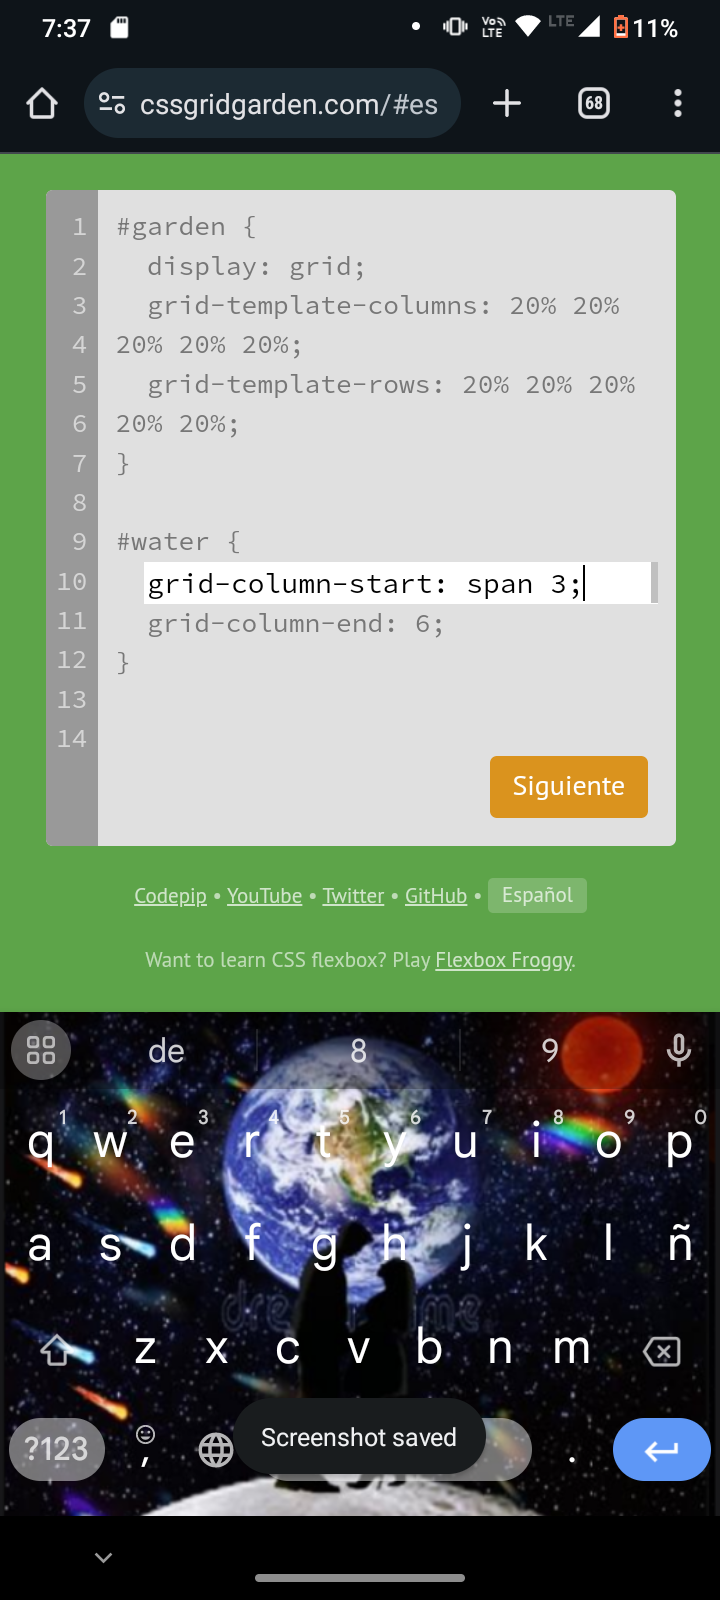 7:37
Vo LTE
LTE
11%
cssgridgarden.com/#es
68
1 #garden {
2 display: grid;
3 grid-template-columns: 20% 20%
4 20% 20% 20%;
5 grid-template-rows: 20% 20% 20%
6 20% 20%;
7 }
8
9 #water {
10 grid-column-start: span 3;
11 grid-column-end: 6;
12 }
13
14
Siguiente
Codepip • YouTube • Twitter • GitHub • Español
Want to learn CSS flexbox? Play Flexbox Froggy.
de 8 9
1 2 3 4 5 6 7 8 9 0
q w e r t y u i o p
a s d f g h j k l ñ
z x c v b n m
?123 , .
Screenshot saved